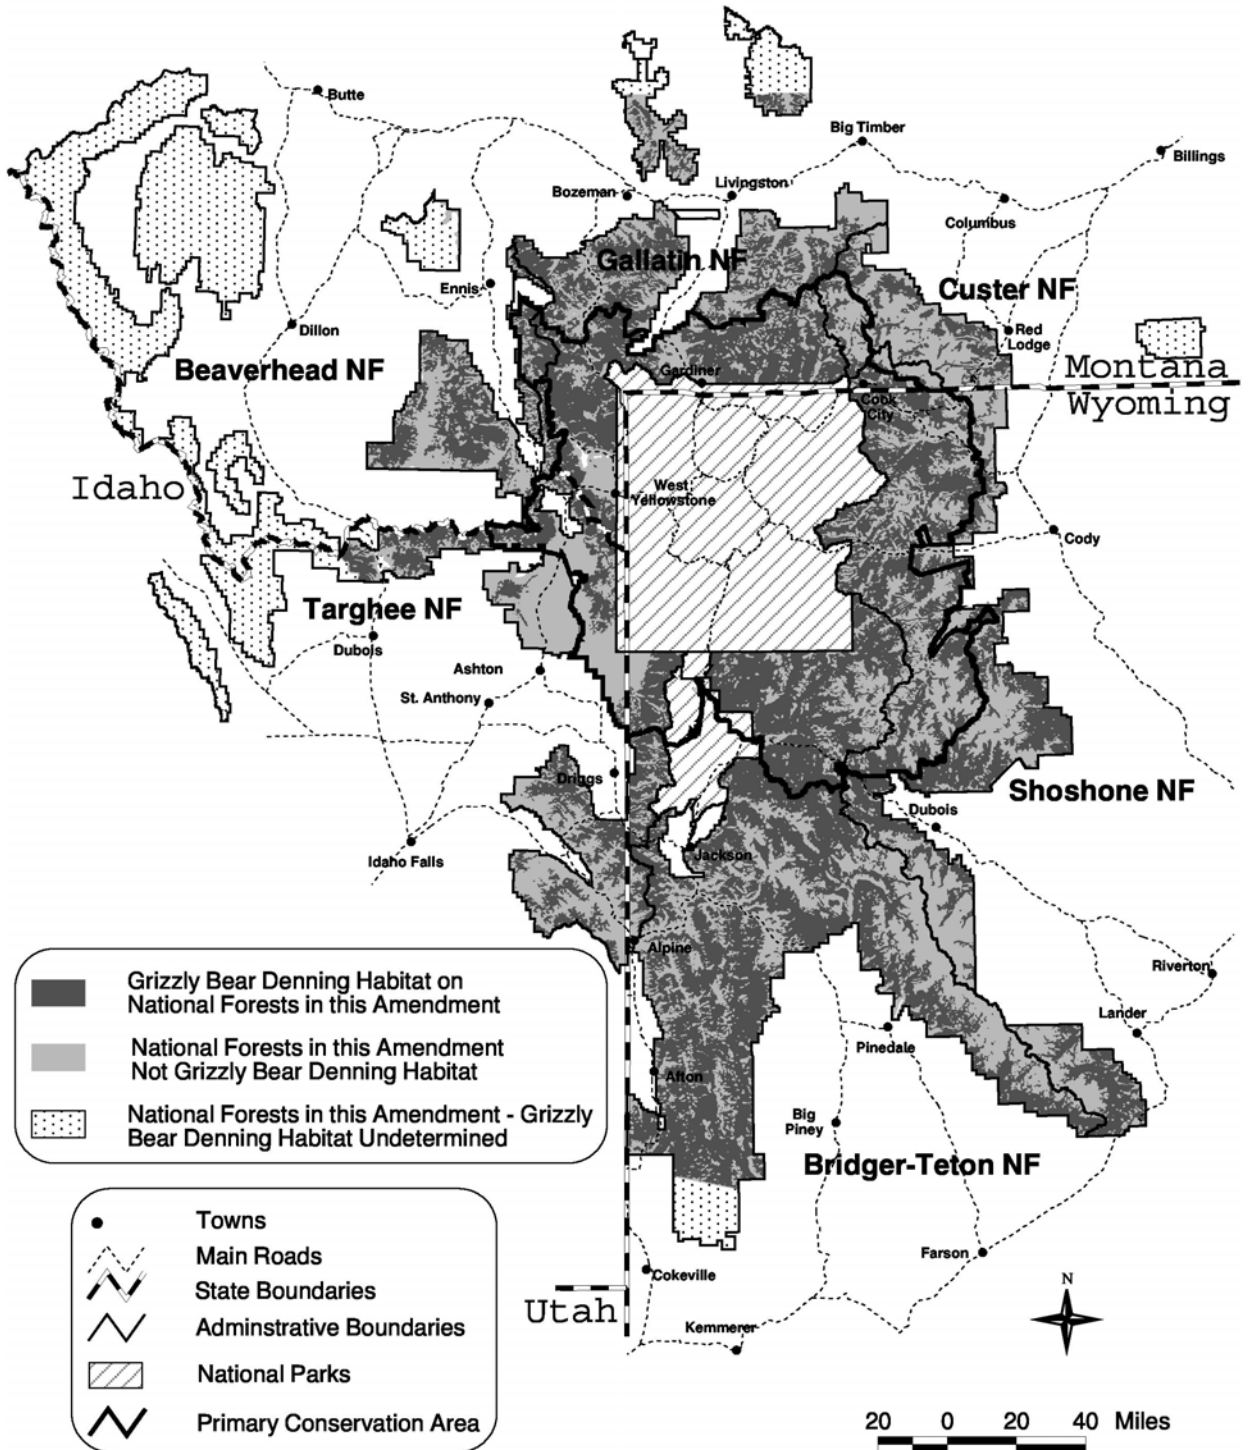 Butte
Big Timber
Billings
Bozeman
Livingston
Columbus
Gallatin NF
Ennis
Custer NF
Dillon
Red
Lodge
Beaverhead NF
Gardiner
Montana
Cook
City
Wyoming
Idaho
West
Yellowstone
Cody
Targhee NF
Dubois
Ashton
St. Anthony
Driggs
Shoshone NF
Dubois
Idaho Falls
Jackson
Alpine
Riverton
Lander
Pinedale
Afton
Big
Piney
Bridger-Teton NF
Farson
Cokeville
Utah
Kemmerer
Grizzly Bear Denning Habitat on
National Forests in this Amendment
National Forests in this Amendment
Not Grizzly Bear Denning Habitat
National Forests in this Amendment - Grizzly
Bear Denning Habitat Undetermined
Towns
Main Roads
State Boundaries
Adminstrative Boundaries
National Parks
Primary Conservation Area
N
20 0 20 40 Miles